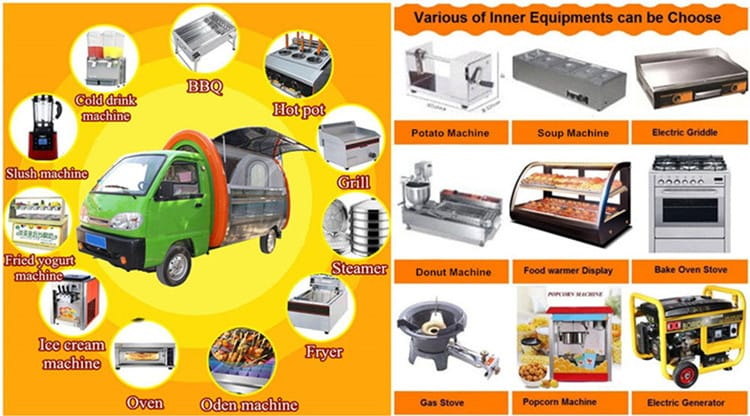 Cold drink
machine
BBQ
Hot pot
Slush machine
Grill
Fried yogurt
machine
Steamer
Ice cream
machine
Fryer
Oven
Oden machine
Various of Inner Equipments can be Choose
Potato Machine
Soup Machine
Electric Griddle
Donut Machine
Food warmer Display
Bake Oven Stove
POPCORN MACHINE
POPCORN
Gas Stove
Popcorn Machine
Electric Generator